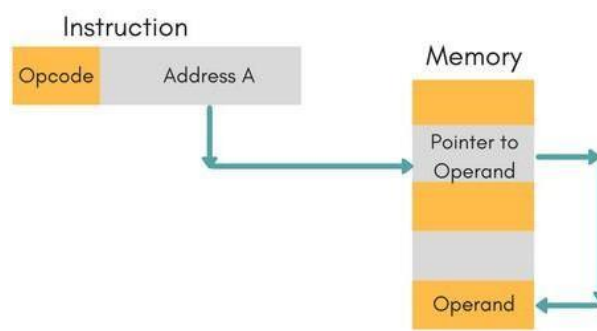 Instruction
Opcode
Address A
Memory
Pointer to
Operand
Operand